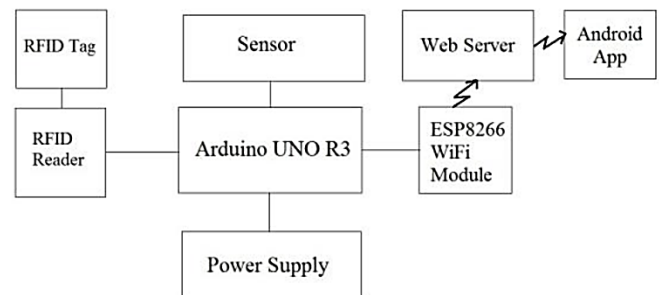 RFID Tag
Sensor
Web Server
Android
App
RFID
Reader
Arduino UNO R3
ESP8266
WiFi
Module
Power Supply